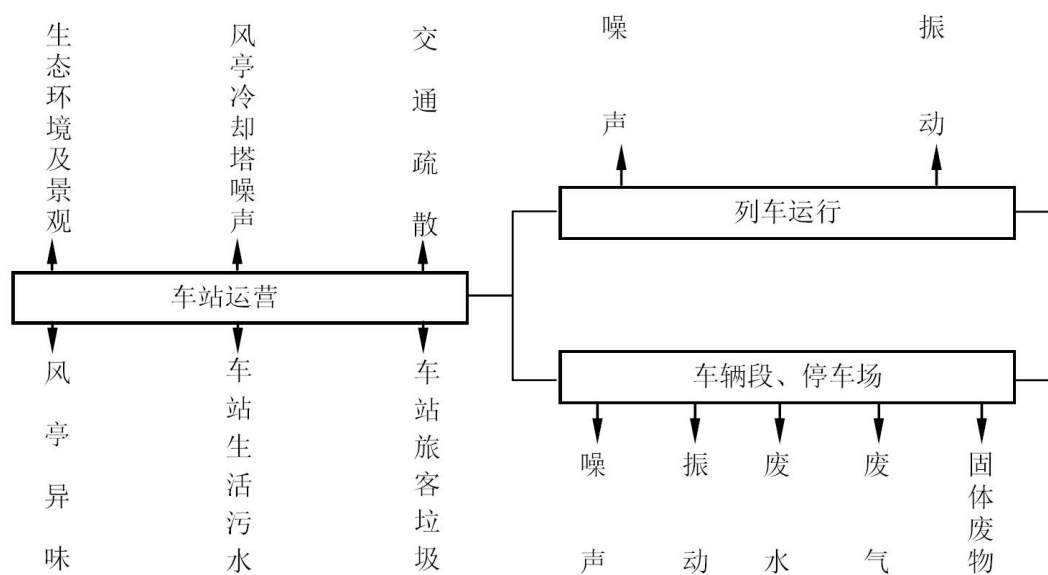 生态环境及景观
风亭冷却塔噪声
交通疏散
噪声
振动
列车运行
车站运营
车辆段、停车场
风亭异味
车站生活污水
车站旅客垃圾
噪声
振动
废水
废气
固体废物